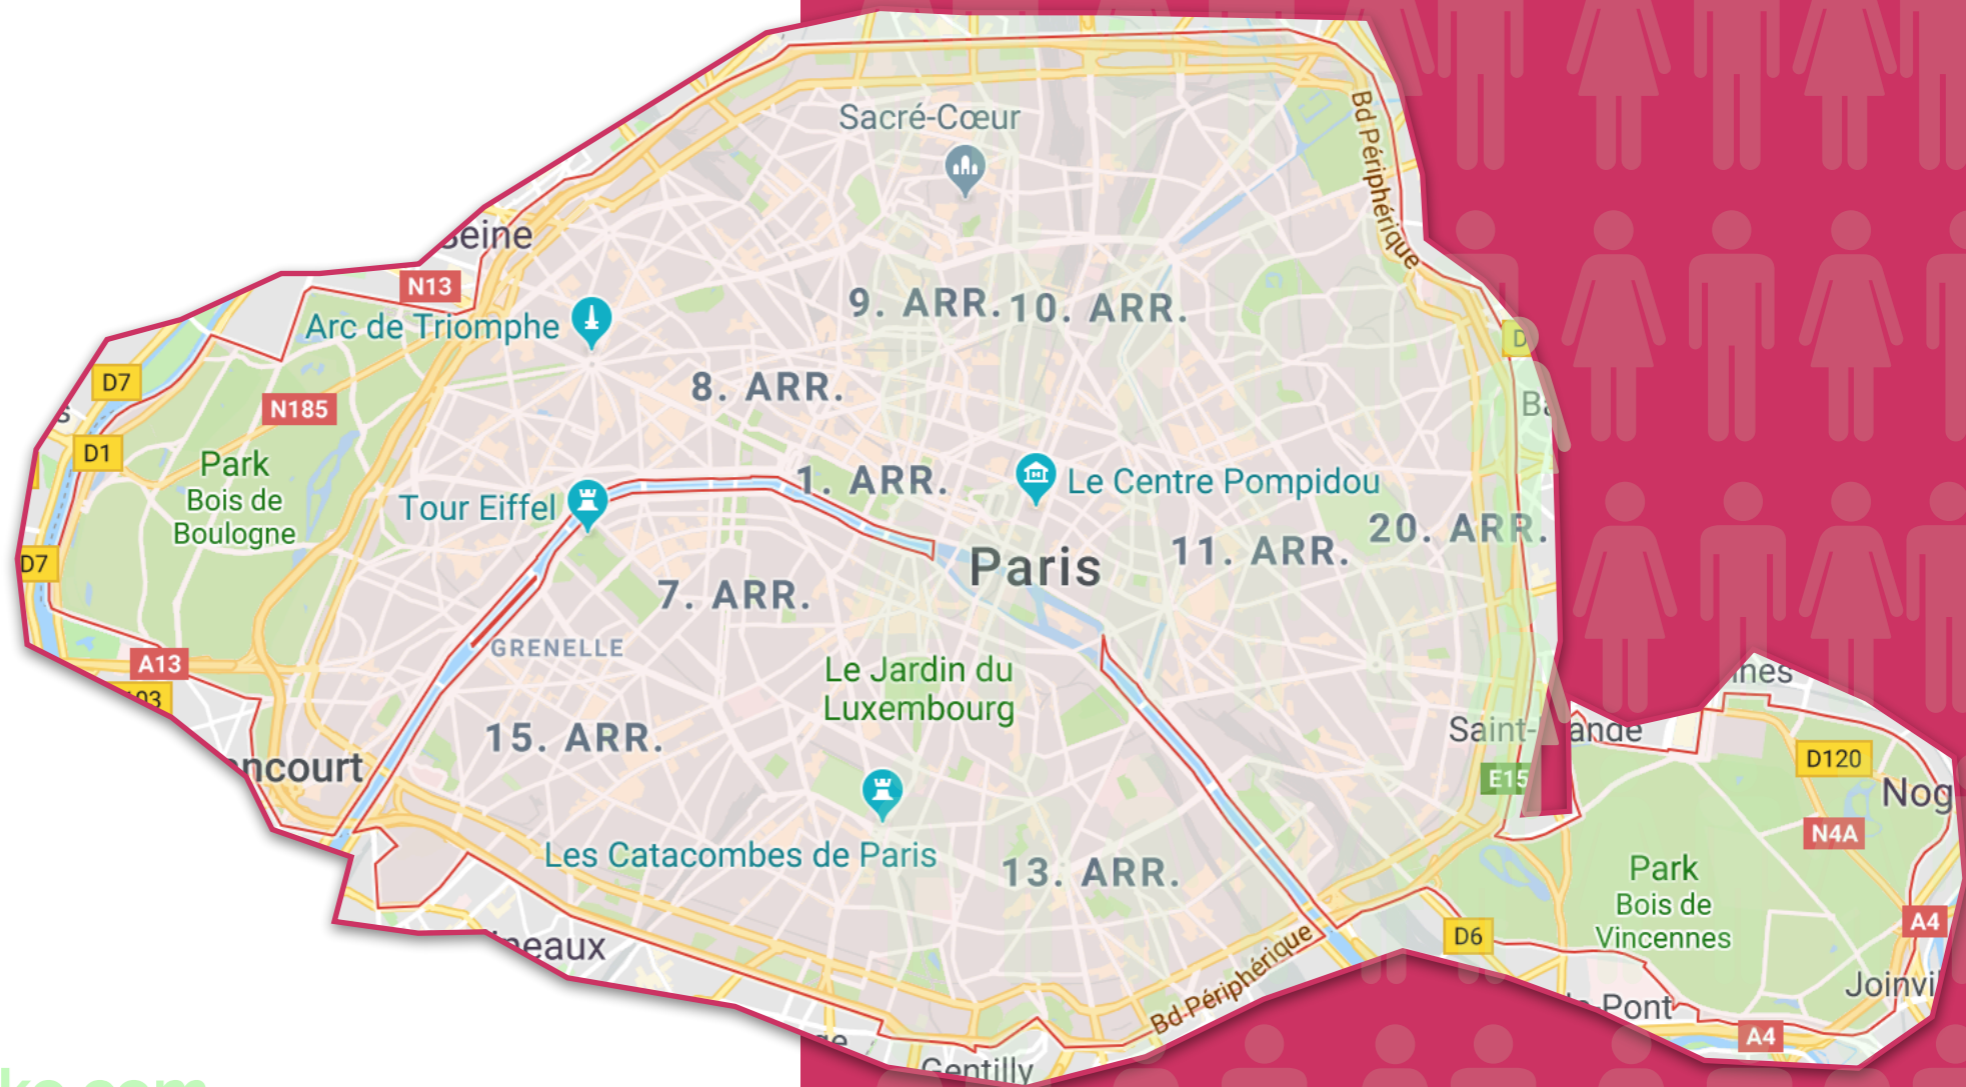 Sacré-Cœur
Bd Périphérique
Seine
N13
Arc de Triomphe
9. ARR.
10. ARR.
D7
N185
8. ARR.
D
D1
Park
Bois de
Boulogne
Tour Eiffel
1. ARR.
Le Centre Pompidou
20. ARR.
11. ARR.
Paris
D7
7. ARR.
GRENELLE
A13
Le Jardin du
Luxembourg
15. ARR.
E15
D120
Nog
N4A
Les Catacombes de Paris
13. ARR.
Park
Bois de
Vincennes
A4
D6
Bd Périphérique
Joinvi
Pont
A4
Gentilly